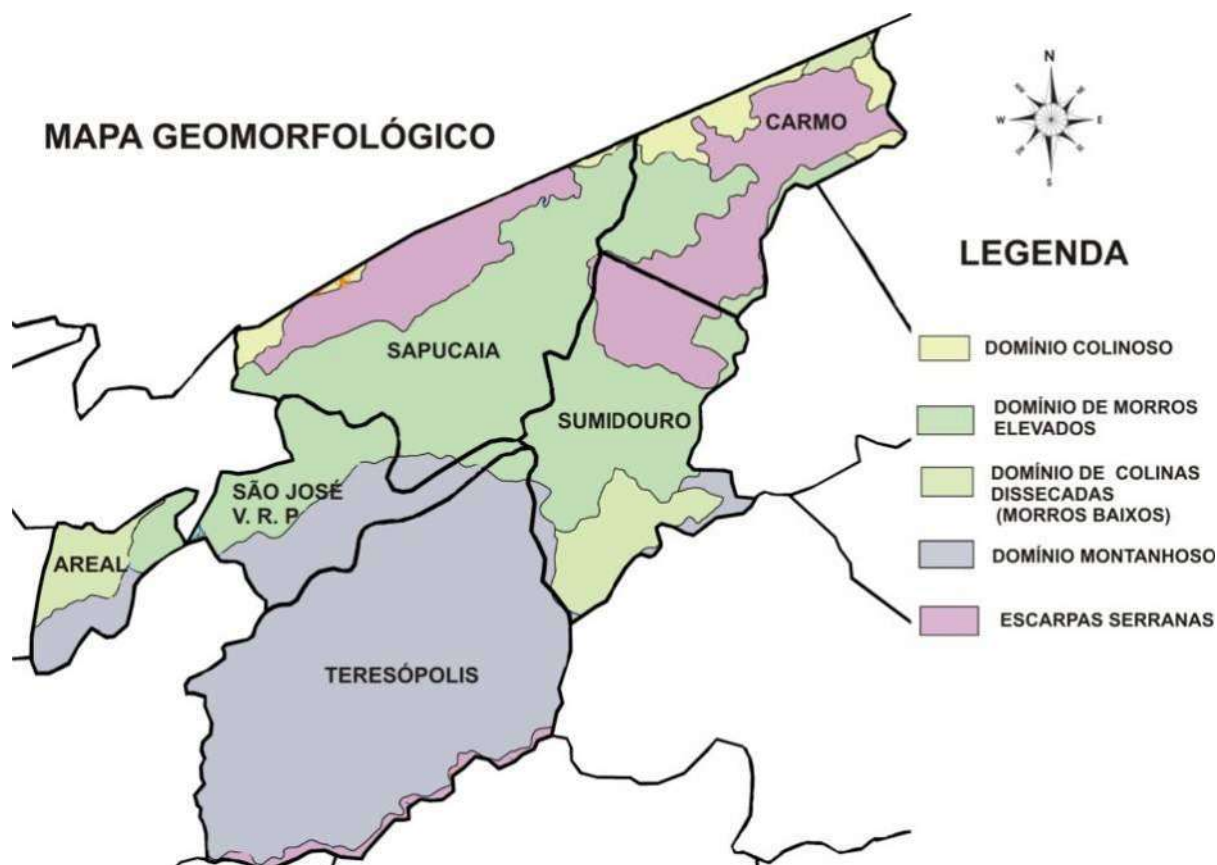 MAPA GEOMORFOLÓGICO
N
W
E
S
CARMO
SAPUCAIA
SUMIDOURO
SÃO JOSÉ
V. R. P
AREAL
TERESÓPOLIS
LEGENDA
DOMÍNIO COLINOSO
DOMÍNIO DE MORROS
ELEVADOS
DOMÍNIO DE COLINAS
DISSECADAS
(MORROS BAIXOS)
DOMÍNIO MONTANHOSO
ESCARPAS SERRANAS